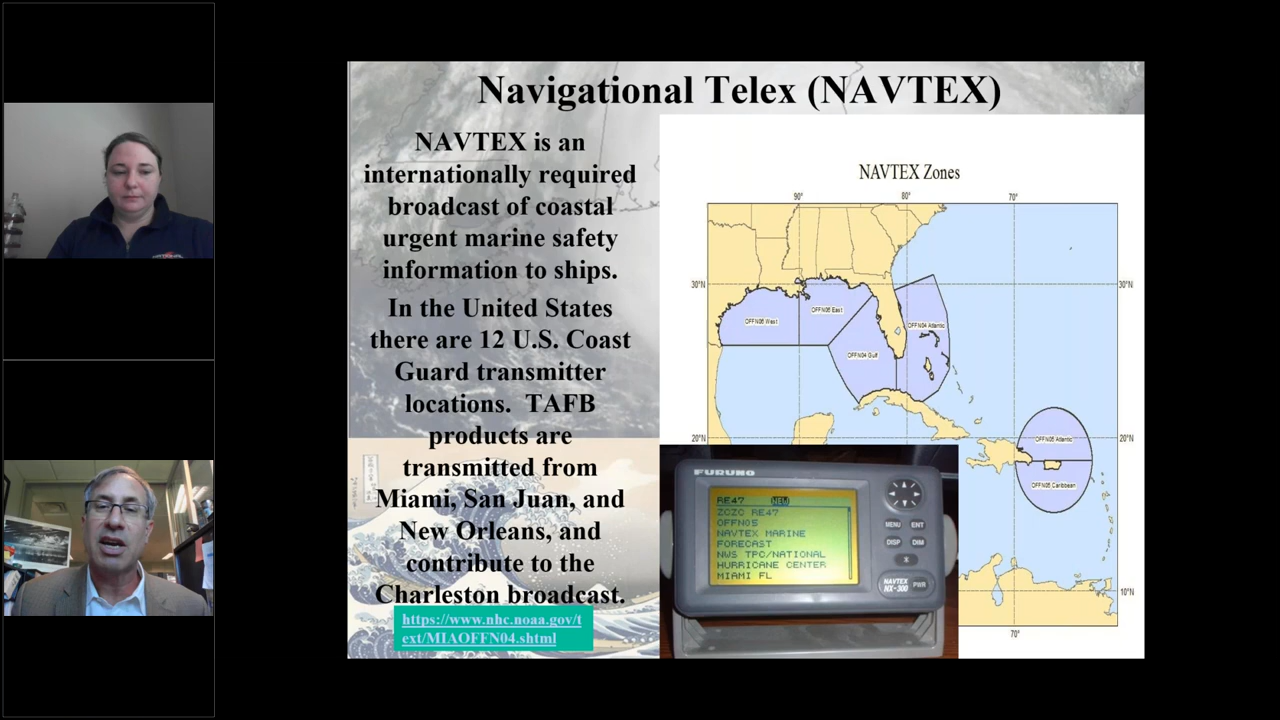 Navigational Telex (NAVTEX)
NAVTEX is an
internationally required
broadcast of coastal
urgent marine safety
information to ships.
In the United States
there are 12 U.S. Coast
Guard transmitter
locations.  TAFB
products are
transmitted from
Miami, San Juan, and
New Orleans, and
contribute to the
Charleston broadcast.
https://www.nhc.noaa.gov/t
ext/MIAOFFN04.shtml
NAVTEX Zones
90°
80°
70°
30°N
30°N
OFFN06 West
OFFN06 East
OFFN04 Atlantic
OFFN04 Gulf
20°N
20°N
OFFN05 Atlantic
OFFN05 Caribbean
10°N
70°
FURUNO
RE47 NEW
ZCZC RE47
OFFN05
NAVTEX MARINE
FORECAST
NWS TPC/NATIONAL
HURRICANE CENTER
MIAMI FL
MENU ENT
DISP DIM
NAVTEX
NX-300
PWR